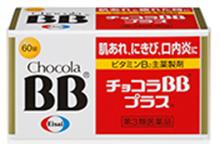 60錠
Chocola
BB®
Eisai
肌あれ、にきび、口内炎に
ビタミンB₂主薬製剤
チョコラBB
プラス®
第3類医薬品